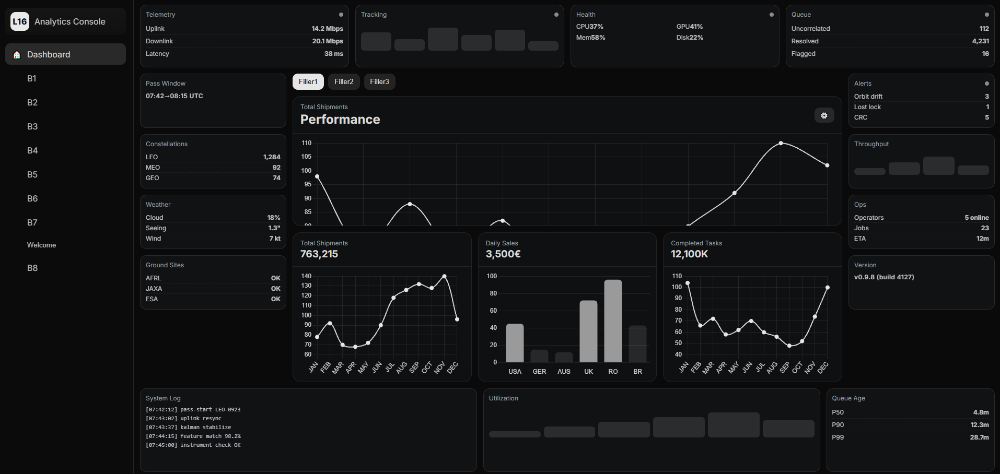 L16 Analytics Console
Dashboard
B1
B2
B3
B4
B5
B6
B7
Welcome
B8
Telemetry
Uplink 14.2 Mbps
Downlink 20.1 Mbps
Latency 38 ms
Tracking
Health
CPU37% GPU41%
Mem58% Disk22%
Queue
Uncorrelated 112
Resolved 4,231
Flagged 16
Pass Window
07:42→08:15 UTC
Constellations
LEO 1,284
MEO 92
GEO 74
Weather
Cloud 18%
Seeing 1.3"
Wind 7 kt
Ground Sites
AFRL OK
JAXA OK
ESA OK
Filler1 Filler2 Filler3
Total Shipments
Performance
110
105
100
95
90
85
80
Total Shipments
763,215
140
130
120
110
100
90
80
70
60
JAN FEB MAR APR MAY JUN JUL AUG SEP OCT NOV DEC
Daily Sales
3,500€
100
80
60
40
20
0
USA GER AUS UK RO BR
Completed Tasks
12,100K
110
100
90
80
70
60
50
40
JAN FEB MAR APR MAY JUN JUL AUG SEP OCT NOV DEC
Alerts
Orbit drift 3
Lost lock 1
CRC 5
Throughput
Ops
Operators 5 online
Jobs 23
ETA 12m
Version
v0.9.8 (build 4127)
System Log
[07:42:12] pass-start LEO-0923
[07:43:02] uplink resync
[07:43:37] kalman stabilize
[07:44:15] feature match 98.2%
[07:45:00] instrument check OK
Utilization
Queue Age
P50 4.8m
P90 12.3m
P99 28.7m